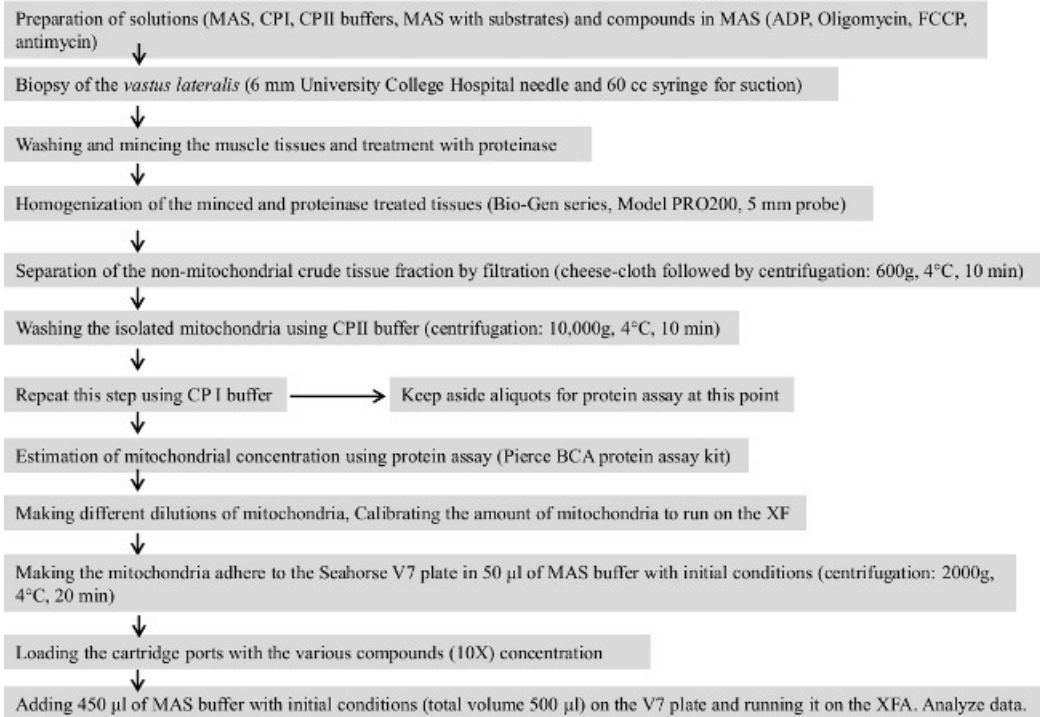 Preparation of solutions (MAS, CPI, CPII buffers, MAS with substrates) and compounds in MAS (ADP, Oligomycin, FCCP,
antimycin)
Biopsy of the vastus lateralis (6 mm University College Hospital needle and 60 cc syringe for suction)
Washing and mincing the muscle tissues and treatment with proteinase
Homogenization of the minced and proteinase treated tissues (Bio-Gen series, Model PRO200, 5 mm probe)
Separation of the non-mitochondrial crude tissue fraction by filtration (cheese-cloth followed by centrifugation: 600g, 4°C, 10 min)
Washing the isolated mitochondria using CPII buffer (centrifugation: 10,000g, 4°C, 10 min)
Repeat this step using CP I buffer
Keep aside aliquots for protein assay at this point
Estimation of mitochondrial concentration using protein assay (Pierce BCA protein assay kit)
Making different dilutions of mitochondria, Calibrating the amount of mitochondria to run on the XF
Making the mitochondria adhere to the Seahorse V7 plate in 50 µl of MAS buffer with initial conditions (centrifugation: 2000g,
4°C, 20 min)
Loading the cartridge ports with the various compounds (10X) concentration
Adding 450 µl of MAS buffer with initial conditions (total volume 500 µl) on the V7 plate and running it on the XFA. Analyze data.